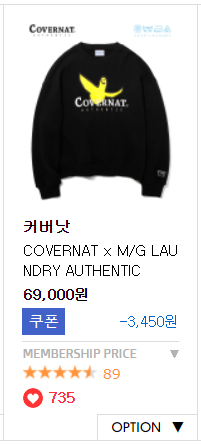 COVERNAT
AUTHENTIC
COVERNAT
AUTHENTIC
커버낫
COVERNAT x M/G LAU
NDRY AUTHENTIC
69,000원
쿠폰 -3,450원
MEMBERSHIP PRICE ▼
89
735
OPTION ▼